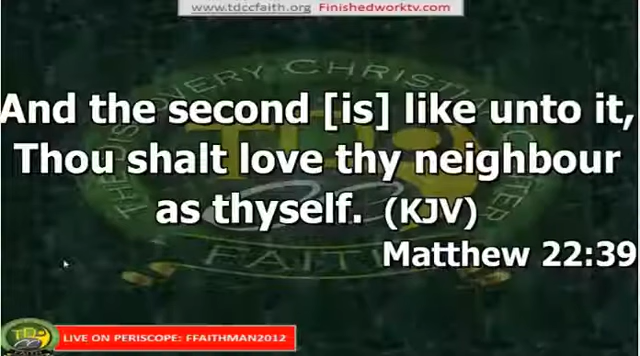 www.tdccfaith.org Finishedworktv.com
And the second [is] like unto it,
Thou shalt love thy neighbour
as thyself. (KJV)
Matthew 22:39
FAITH
LIVE ON PERISCOPE: FFAITHMAN2012